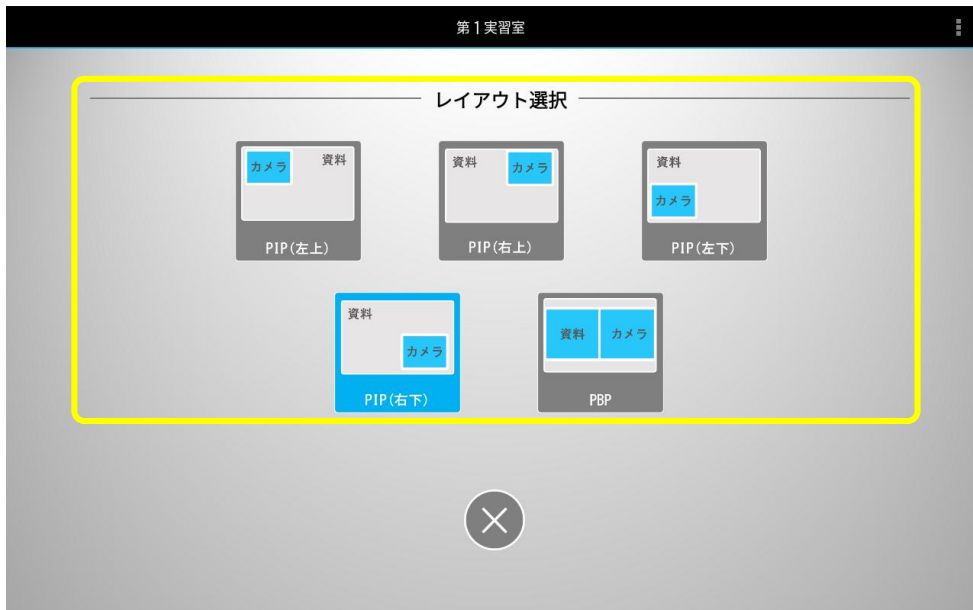 第1実習室
レイアウト選択
カメラ 資料
PIP(左上)
資料 カメラ
PIP(右上)
資料
カメラ
PIP(左下)
資料
カメラ
PIP(右下)
資料 カメラ
PBP